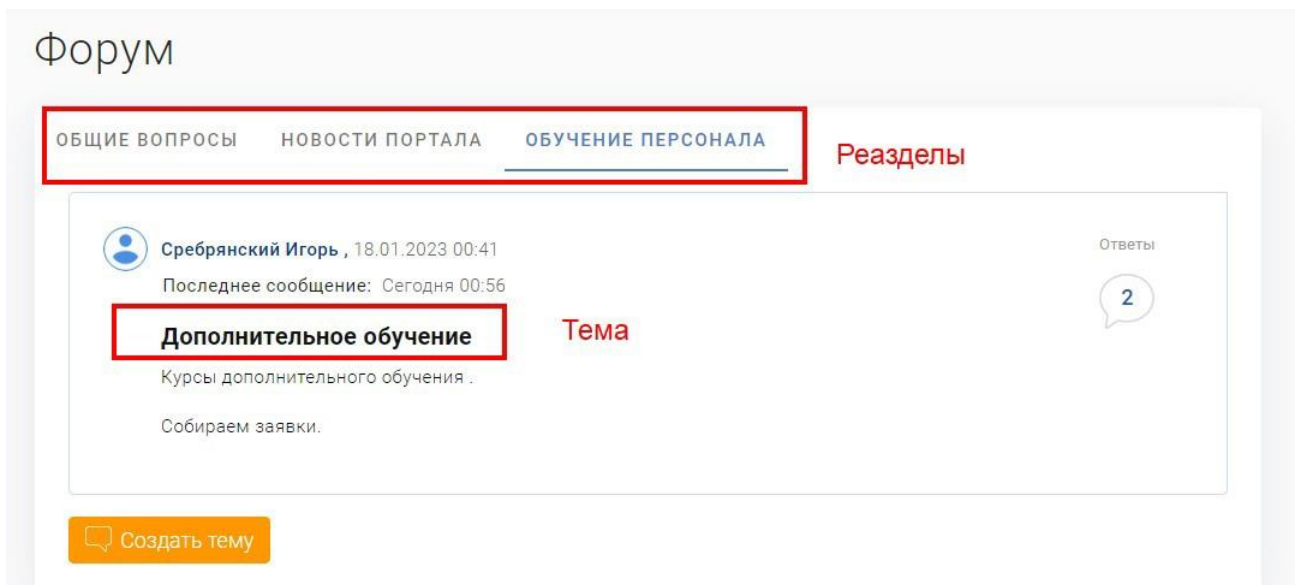 Форум
ОБЩИЕ ВОПРОСЫ НОВОСТИ ПОРТАЛА ОБУЧЕНИЕ ПЕРСОНАЛА
Реазделы
Сребрянский Игорь , 18.01.2023 00:41
Ответы
Последнее сообщение: Сегодня 00:56
2
Дополнительное обучение
Тема
Курсы дополнительного обучения .
Собираем заявки.
Создать тему